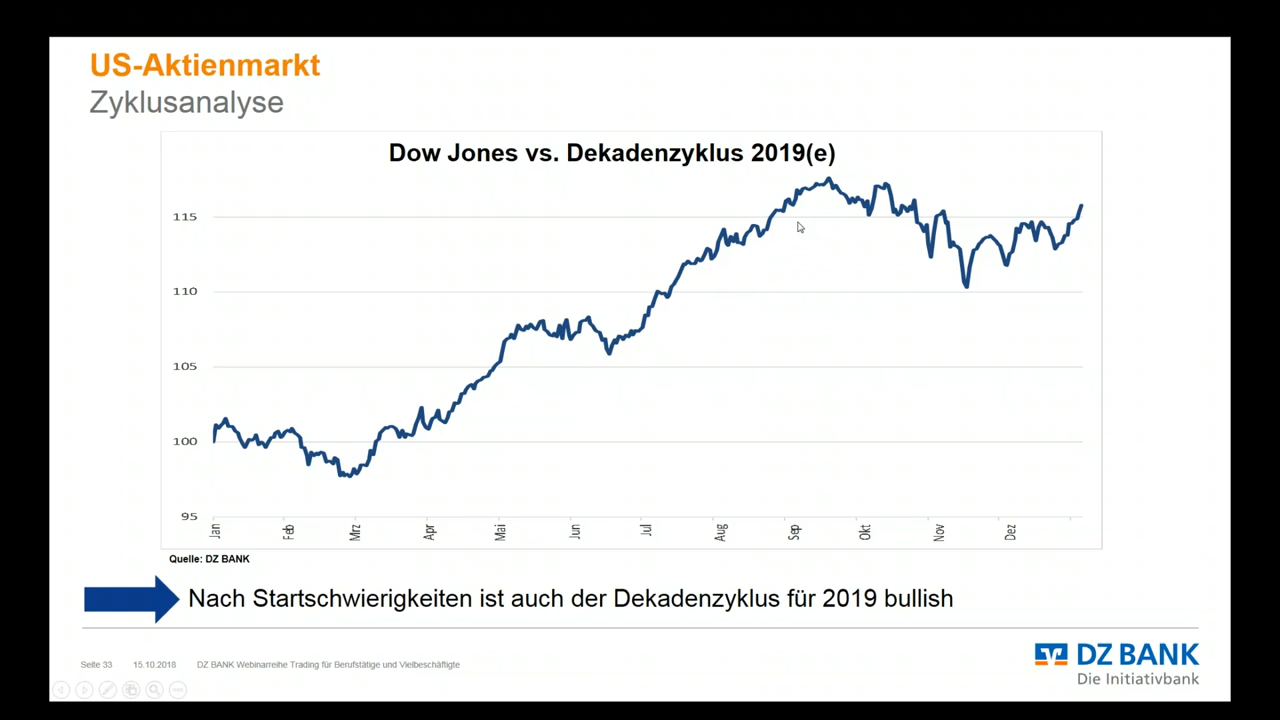 US-Aktienmarkt
Zyklusanalyse
Dow Jones vs. Dekadenzyklus 2019(e)
115
110
105
100
95
Jan Feb Mrz Apr Mai Jun Jul Aug Sep Okt Nov Dez
Quelle: DZ BANK
Nach Startschwierigkeiten ist auch der Dekadenzyklus für 2019 bullish
Seite 33 15.10.2018 DZ BANK Webinarreihe Trading für Berufstätige und Vielbeschäftigte
DZ BANK
Die Initiativbank